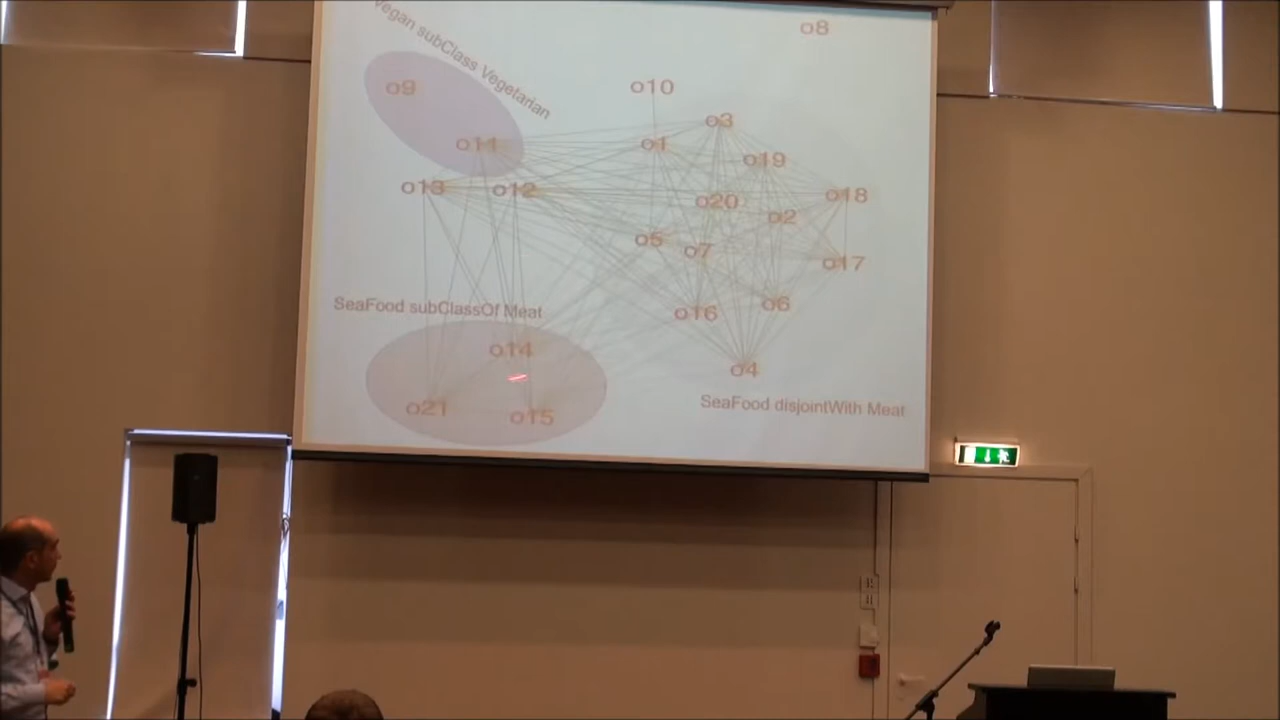 Vegan subClass Vegetarian
o8
o9
o10
o3
o11
o1
o19
o13
o12
o20
o18
o2
o5
o7
o17
SeaFood subClassOf Meat
o16
o6
o14
o4
o21
o15
SeaFood disjointWith Meat